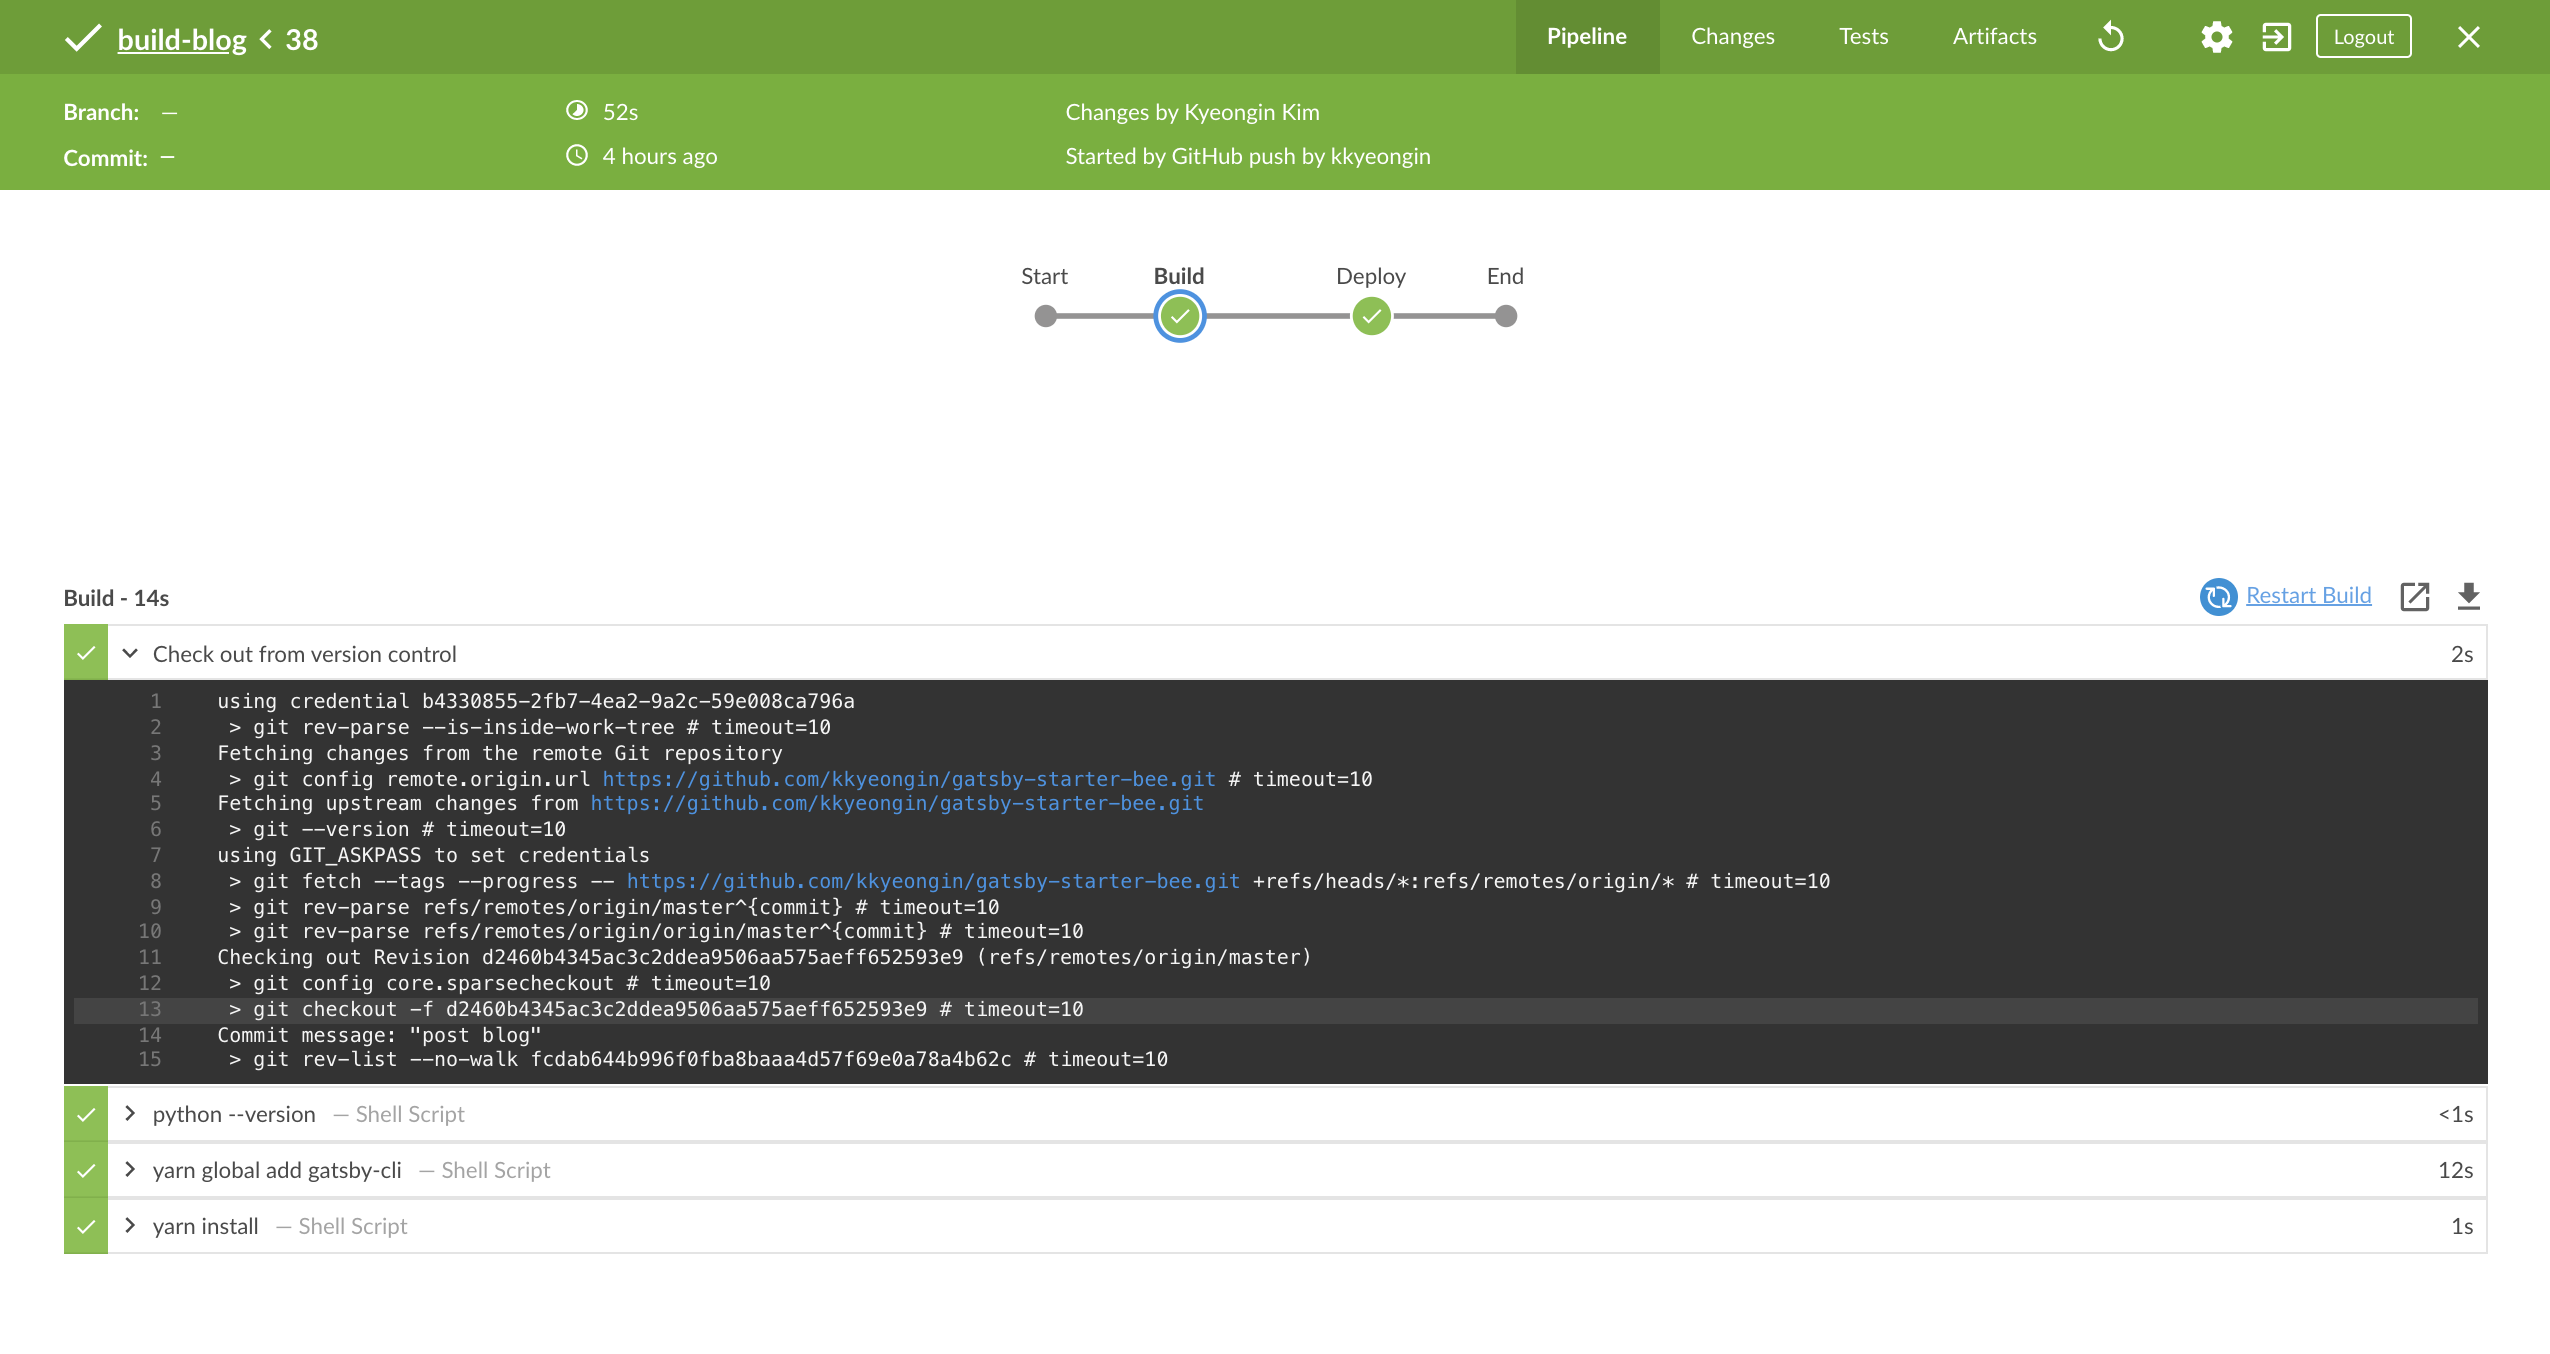 build-blog < 38
Pipeline Changes Tests Artifacts Logout
Branch: — 52s Changes by Kyeongin Kim
Commit: — 4 hours ago Started by GitHub push by kkyeongin
Start Build Deploy End
Build - 14s Restart Build
Check out from version control 2s
1 using credential b4330855-2fb7-4ea2-9a2c-59e008ca796a
2 > git rev-parse --is-inside-work-tree # timeout=10
3 Fetching changes from the remote Git repository
4 > git config remote.origin.url https://github.com/kkyeongin/gatsby-starter-bee.git # timeout=10
5 Fetching upstream changes from https://github.com/kkyeongin/gatsby-starter-bee.git
6 > git --version # timeout=10
7 using GIT_ASKPASS to set credentials
8 > git fetch --tags --progress -- https://github.com/kkyeongin/gatsby-starter-bee.git +refs/heads/*:refs/remotes/origin/* # timeout=10
9 > git rev-parse refs/remotes/origin/master^{commit} # timeout=10
10 > git rev-parse refs/remotes/origin/origin/master^{commit} # timeout=10
11 Checking out Revision d2460b4345ac3c2ddea9506aa575aeff652593e9 (refs/remotes/origin/master)
12 > git config core.sparsecheckout # timeout=10
13 > git checkout -f d2460b4345ac3c2ddea9506aa575aeff652593e9 # timeout=10
14 Commit message: "post blog"
15 > git rev-list --no-walk fcdab644b996f0fba8baaa4d57f69e0a78a4b62c # timeout=10
python --version — Shell Script <1s
yarn global add gatsby-cli — Shell Script 12s
yarn install — Shell Script 1s